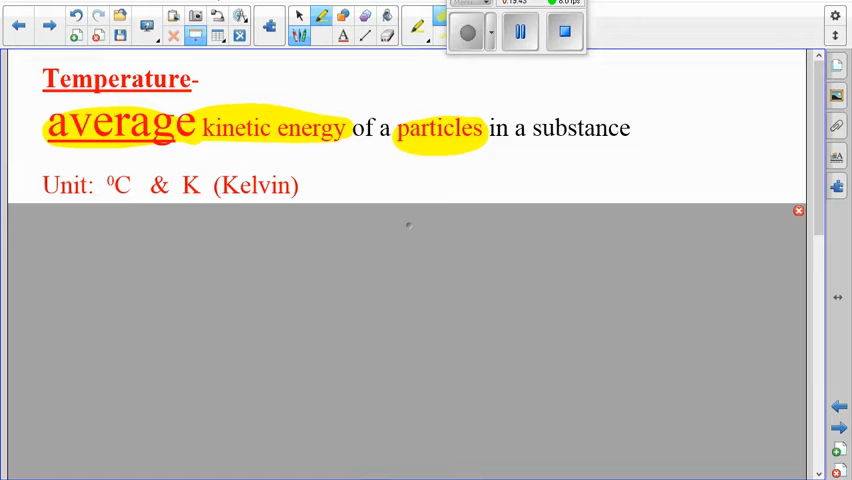 Temperature-
average kinetic energy of a particles in a substance
Unit: ⁰C & K (Kelvin)